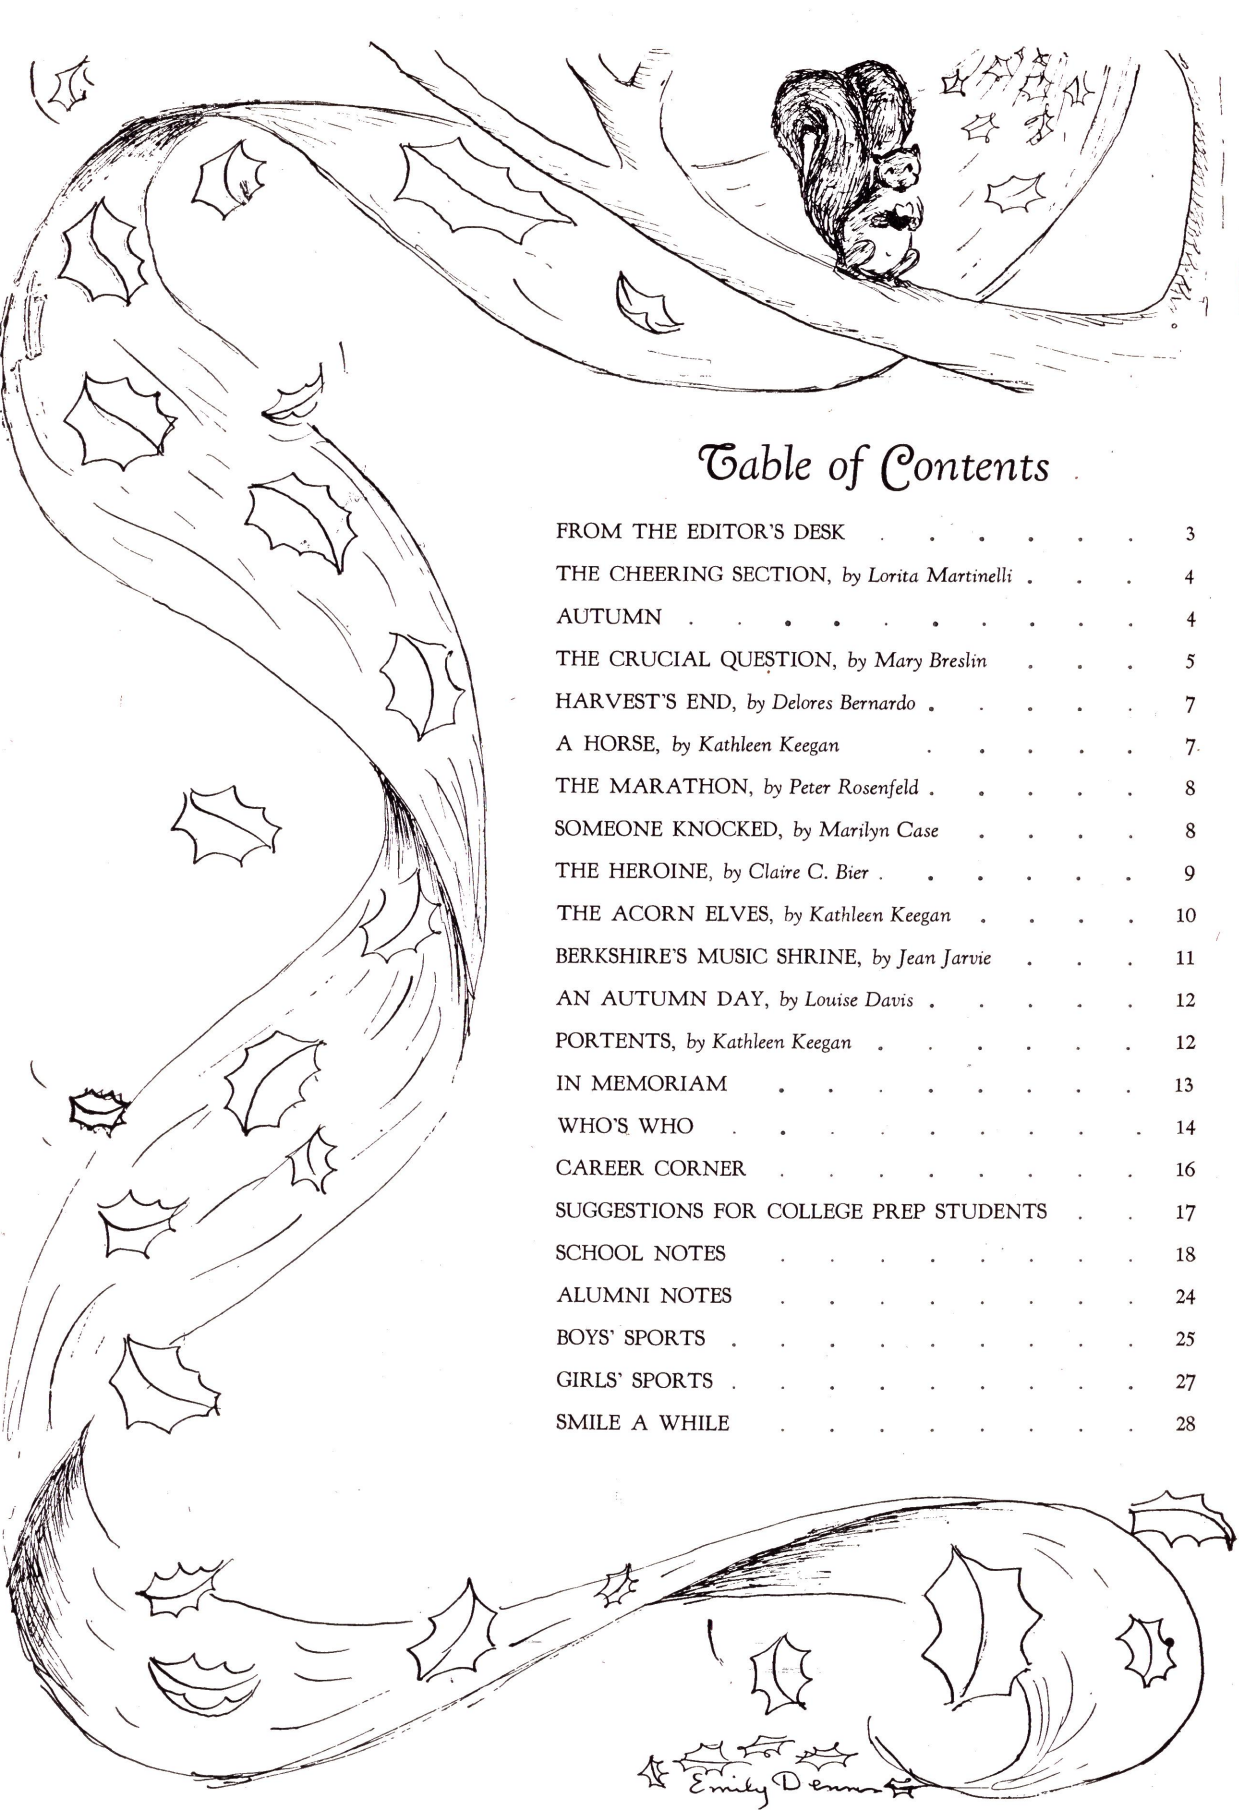 Table of Contents
FROM THE EDITOR'S DESK . . . . . . 3
THE CHEERING SECTION, by Lorita Martinelli . . . 4
AUTUMN . . . . . . . . . . 4
THE CRUCIAL QUESTION, by Mary Breslin . . . 5
HARVEST'S END, by Delores Bernardo . . . . . 7
A HORSE, by Kathleen Keegan . . . . . 7
THE MARATHON, by Peter Rosenfeld . . . . . 8
SOMEONE KNOCKED, by Marilyn Case . . . . 8
THE HEROINE, by Claire C. Bier . . . . . . 9
THE ACORN ELVES, by Kathleen Keegan . . . . 10
BERKSHIRE'S MUSIC SHRINE, by Jean Jarvie . . . 11
AN AUTUMN DAY, by Louise Davis . . . . . 12
PORTENTS, by Kathleen Keegan . . . . . . 12
IN MEMORIAM . . . . . . . . 13
WHO'S WHO . . . . . . . . . 14
CAREER CORNER . . . . . . . . 16
SUGGESTIONS FOR COLLEGE PREP STUDENTS . . 17
SCHOOL NOTES . . . . . . . . 18
ALUMNI NOTES . . . . . . . . 24
BOYS' SPORTS . . . . . . . . . 25
GIRLS' SPORTS . . . . . . . . . 27
SMILE A WHILE . . . . . . . . 28
Emily